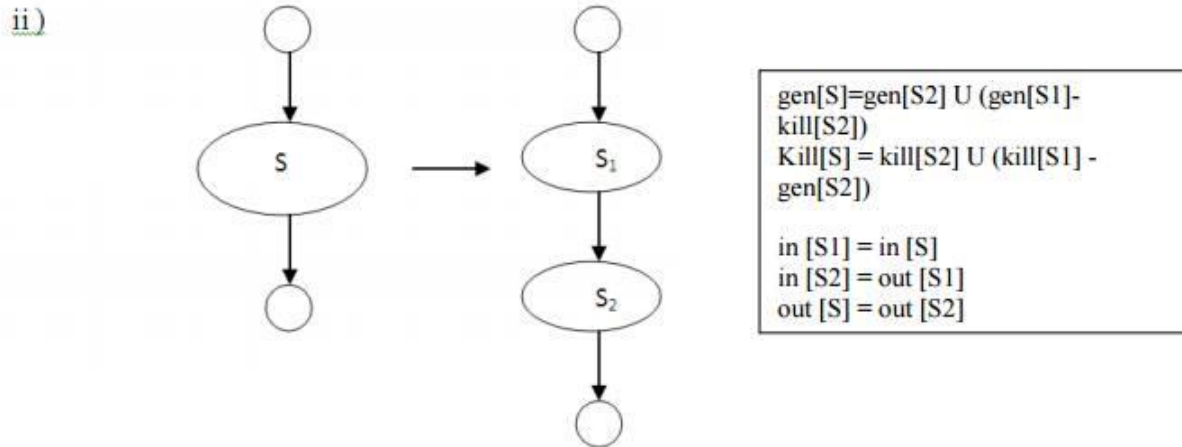 ii )
S
S₁
S₂
gen[S]=gen[S2] U (gen[S1]-
kill[S2])
Kill[S] = kill[S2] U (kill[S1] -
gen[S2])
in [S1] = in [S]
in [S2] = out [S1]
out [S] = out [S2]